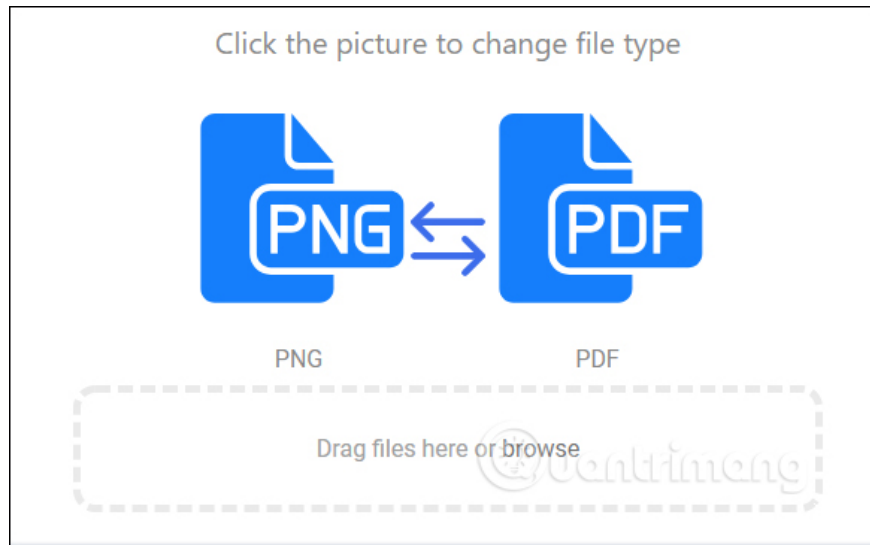 Click the picture to change file type
PNG PDF
PNG PDF
Drag files here or browse
Quantrimang